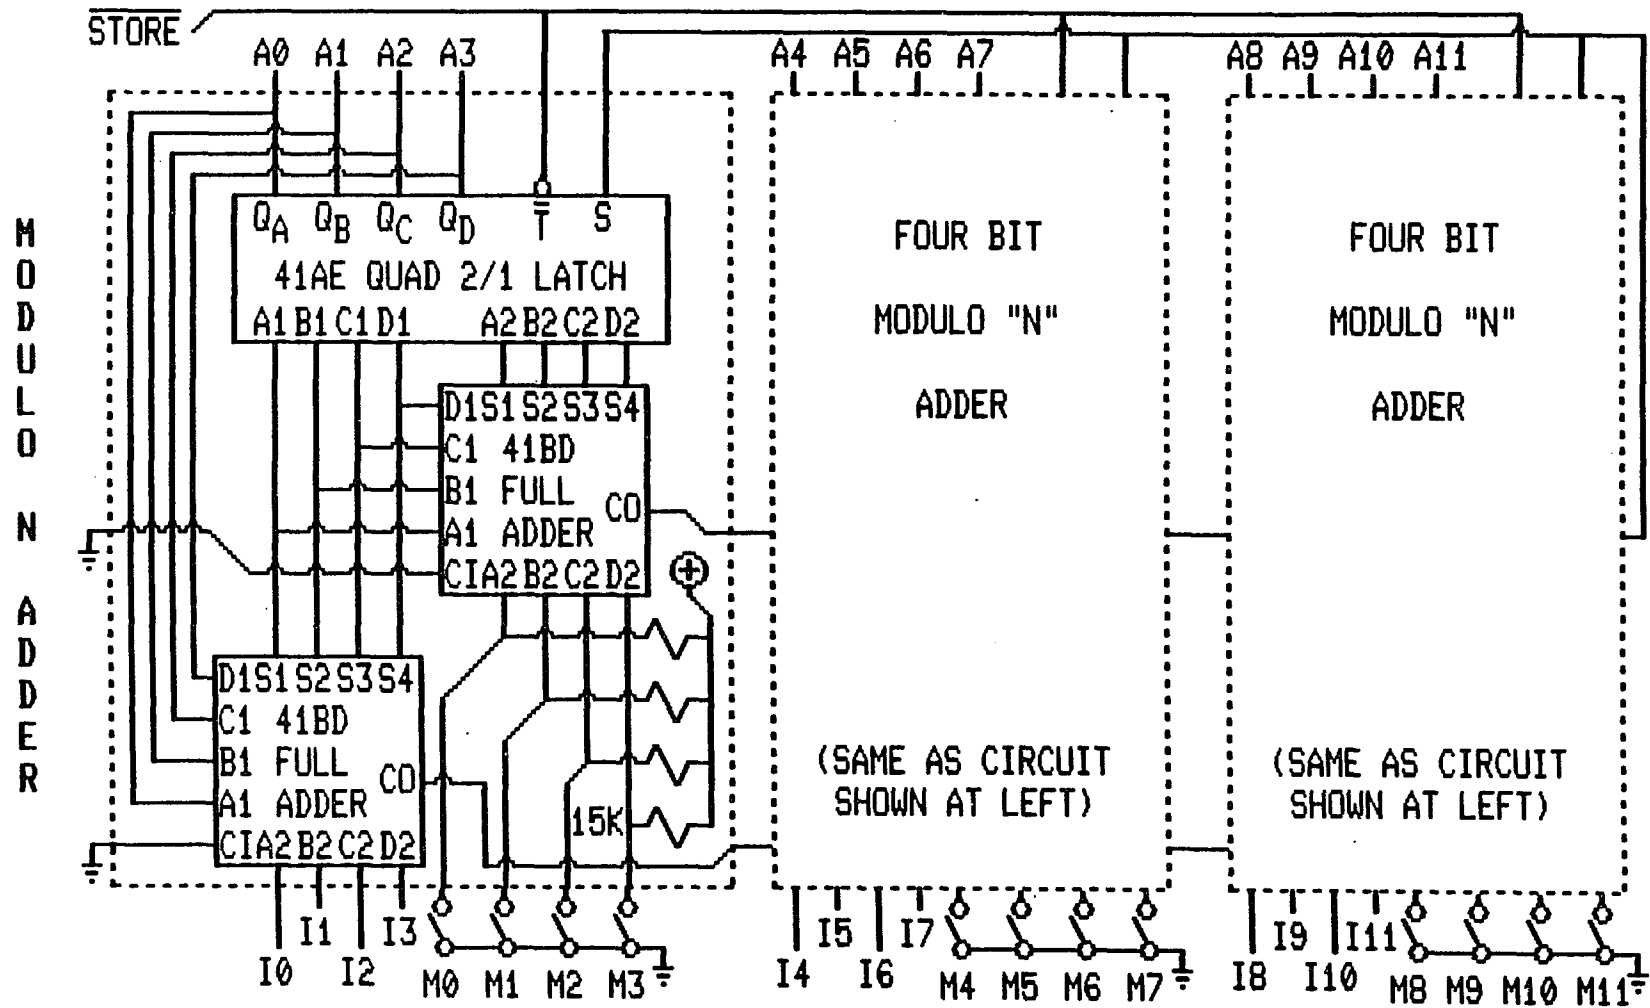 STORE
A0 A1 A2 A3
A4 A5 A6 A7
A8 A9 A10 A11
MODULO N ADDER
QA QB QC QD T S
41AE QUAD 2/1 LATCH
A1 B1 C1 D1 A2 B2 C2 D2
D1 S1 S2 S3 S4
C1 41BD
B1 FULL
CO
A1 ADDER
CI A2 B2 C2 D2
+
D1 S1 S2 S3 S4
C1 41BD
B1 FULL
CO
A1 ADDER
CI A2 B2 C2 D2
15K
I0 I1 I2 I3
M0 M1 M2 M3
FOUR BIT
MODULO "N"
ADDER
(SAME AS CIRCUIT
SHOWN AT LEFT)
I4 I5 I6 I7
M4 M5 M6 M7
FOUR BIT
MODULO "N"
ADDER
(SAME AS CIRCUIT
SHOWN AT LEFT)
I8 I9 I10 I11
M8 M9 M10 M11